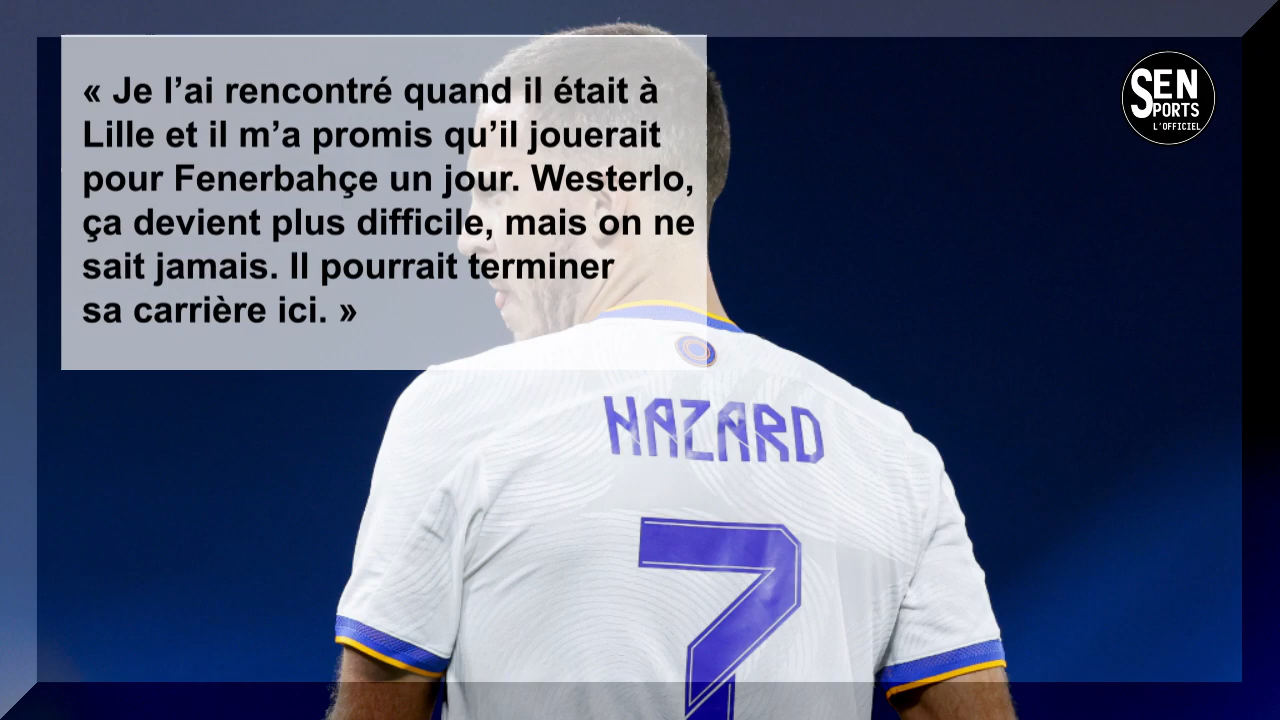 « Je l’ai rencontré quand il était à
Lille et il m’a promis qu’il jouerait
pour Fenerbahçe un jour. Westerlo,
ça devient plus difficile, mais on ne
sait jamais. Il pourrait terminer
sa carrière ici. »
SEN
SPORTS
L'OFFICIEL
HAZARD
7